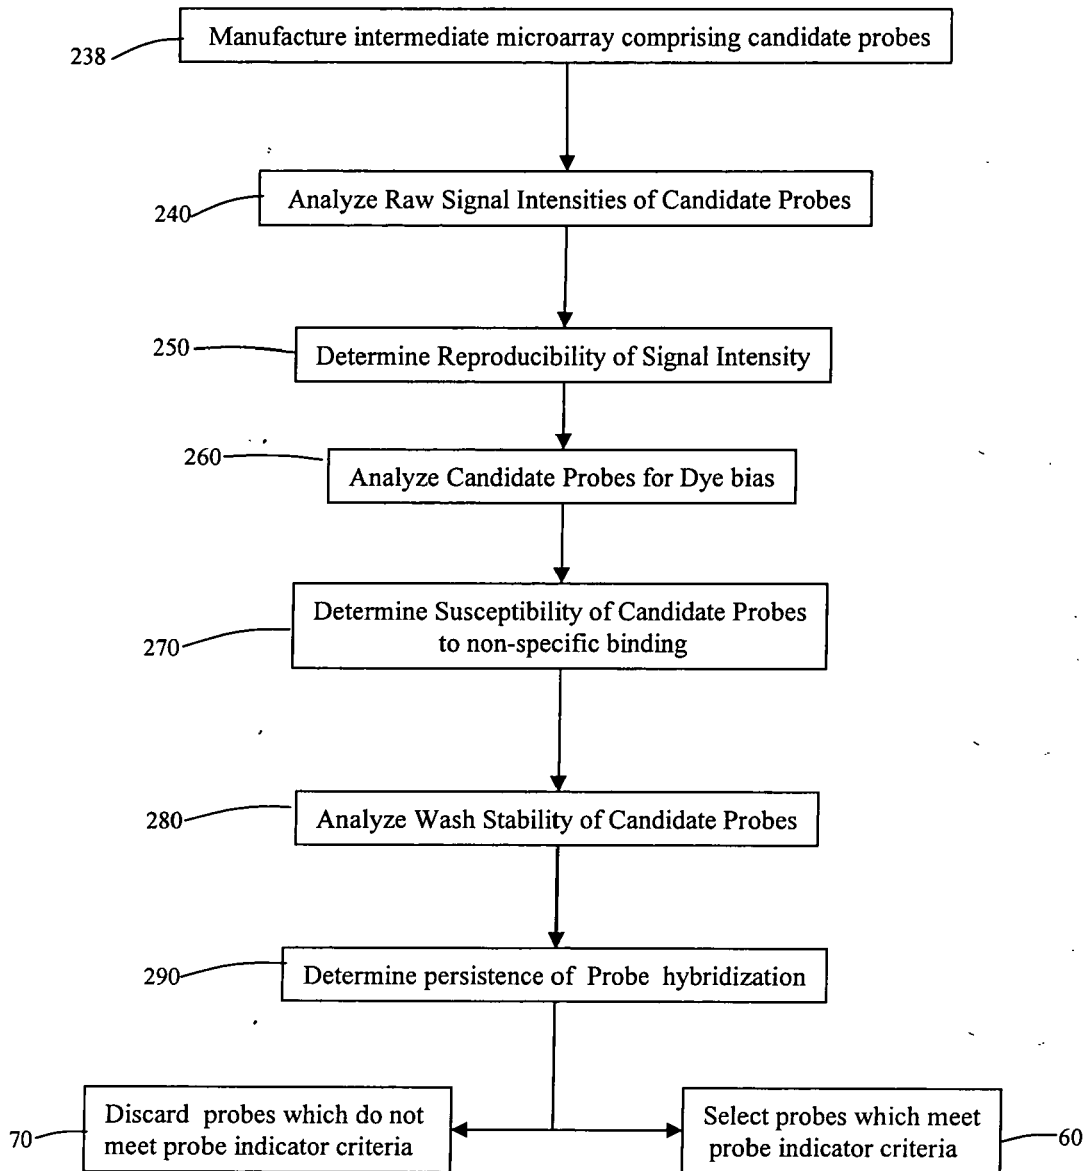 238
Manufacture intermediate microarray comprising candidate probes
240
Analyze Raw Signal Intensities of Candidate Probes
250
Determine Reproducibility of Signal Intensity
260
Analyze Candidate Probes for Dye bias
270
Determine Susceptibility of Candidate Probes
to non-specific binding
280
Analyze Wash Stability of Candidate Probes
290
Determine persistence of Probe hybridization
70
Discard probes which do not
meet probe indicator criteria
Select probes which meet
probe indicator criteria
60